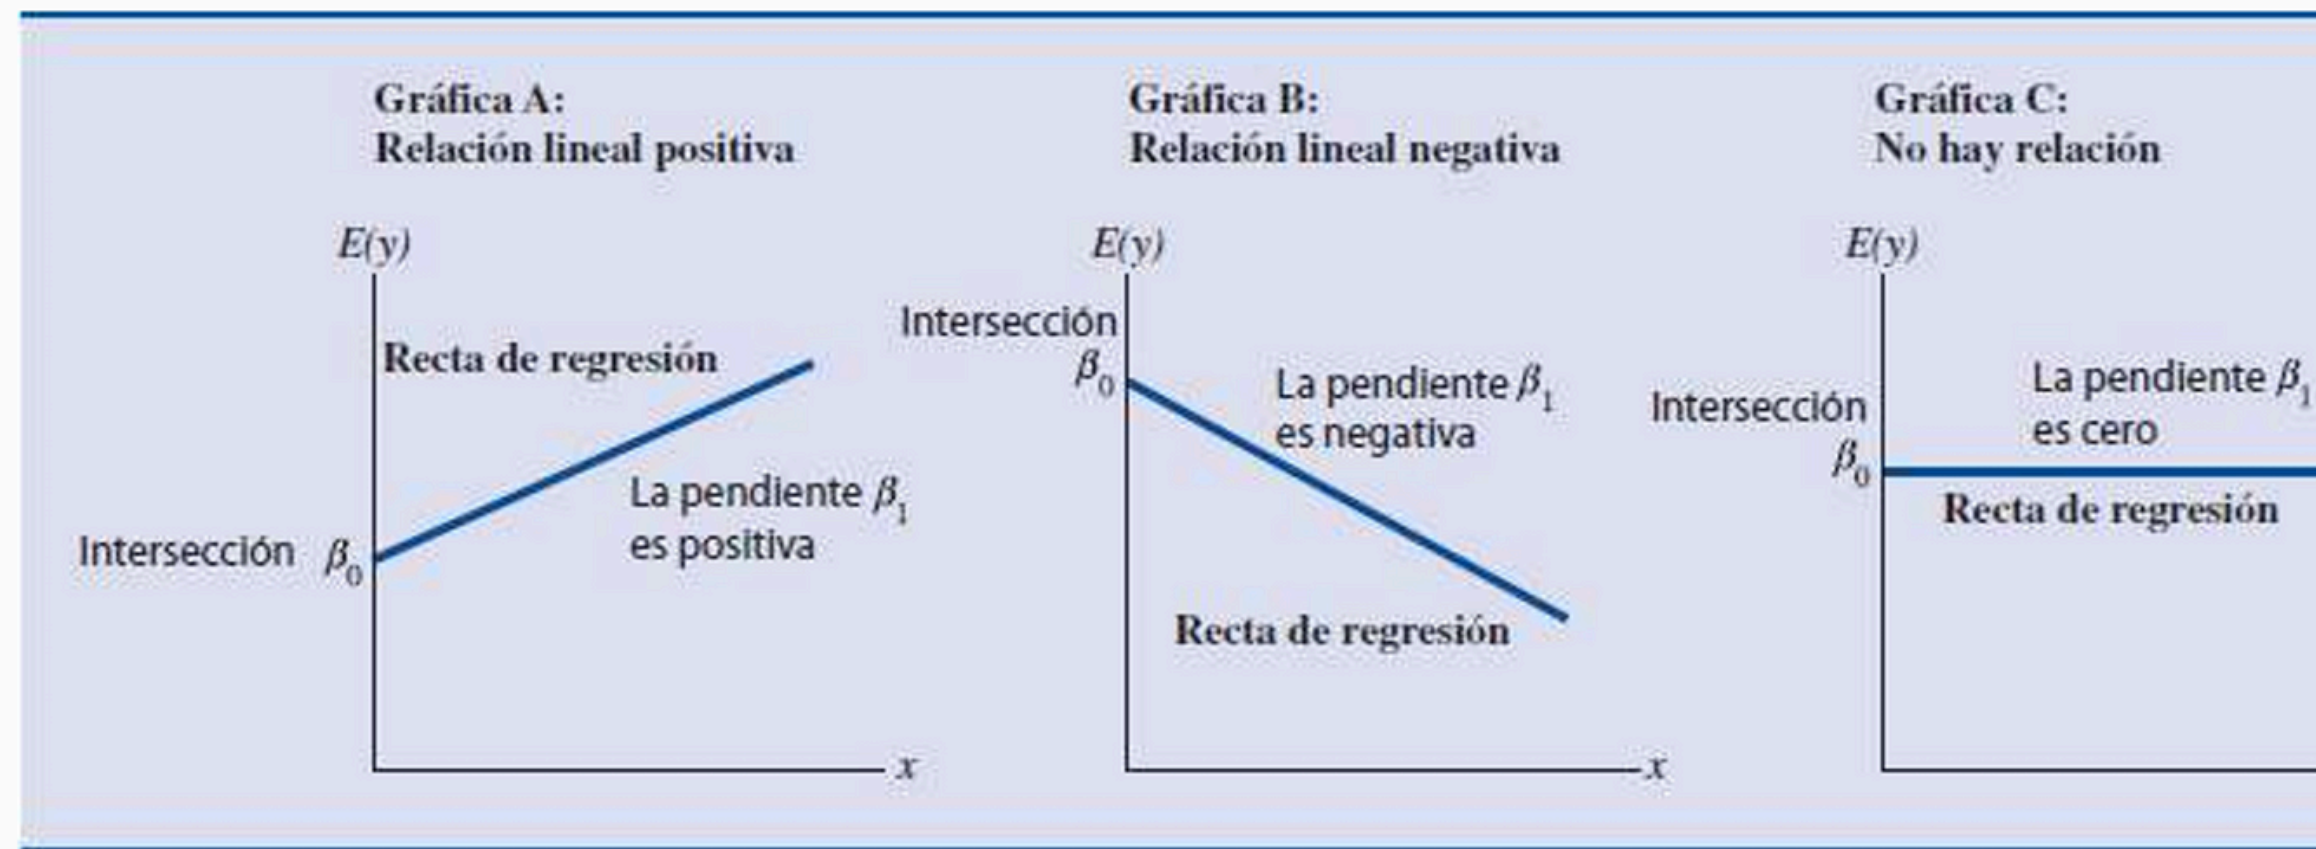 Gráfica A:
Relación lineal positiva
E(y)
Recta de regresión
La pendiente β1
es positiva
Intersección β0
x
Gráfica B:
Relación lineal negativa
E(y)
Intersección
β0
La pendiente β1
es negativa
Recta de regresión
x
Gráfica C:
No hay relación
E(y)
La pendiente β1
es cero
Intersección
β0
Recta de regresión